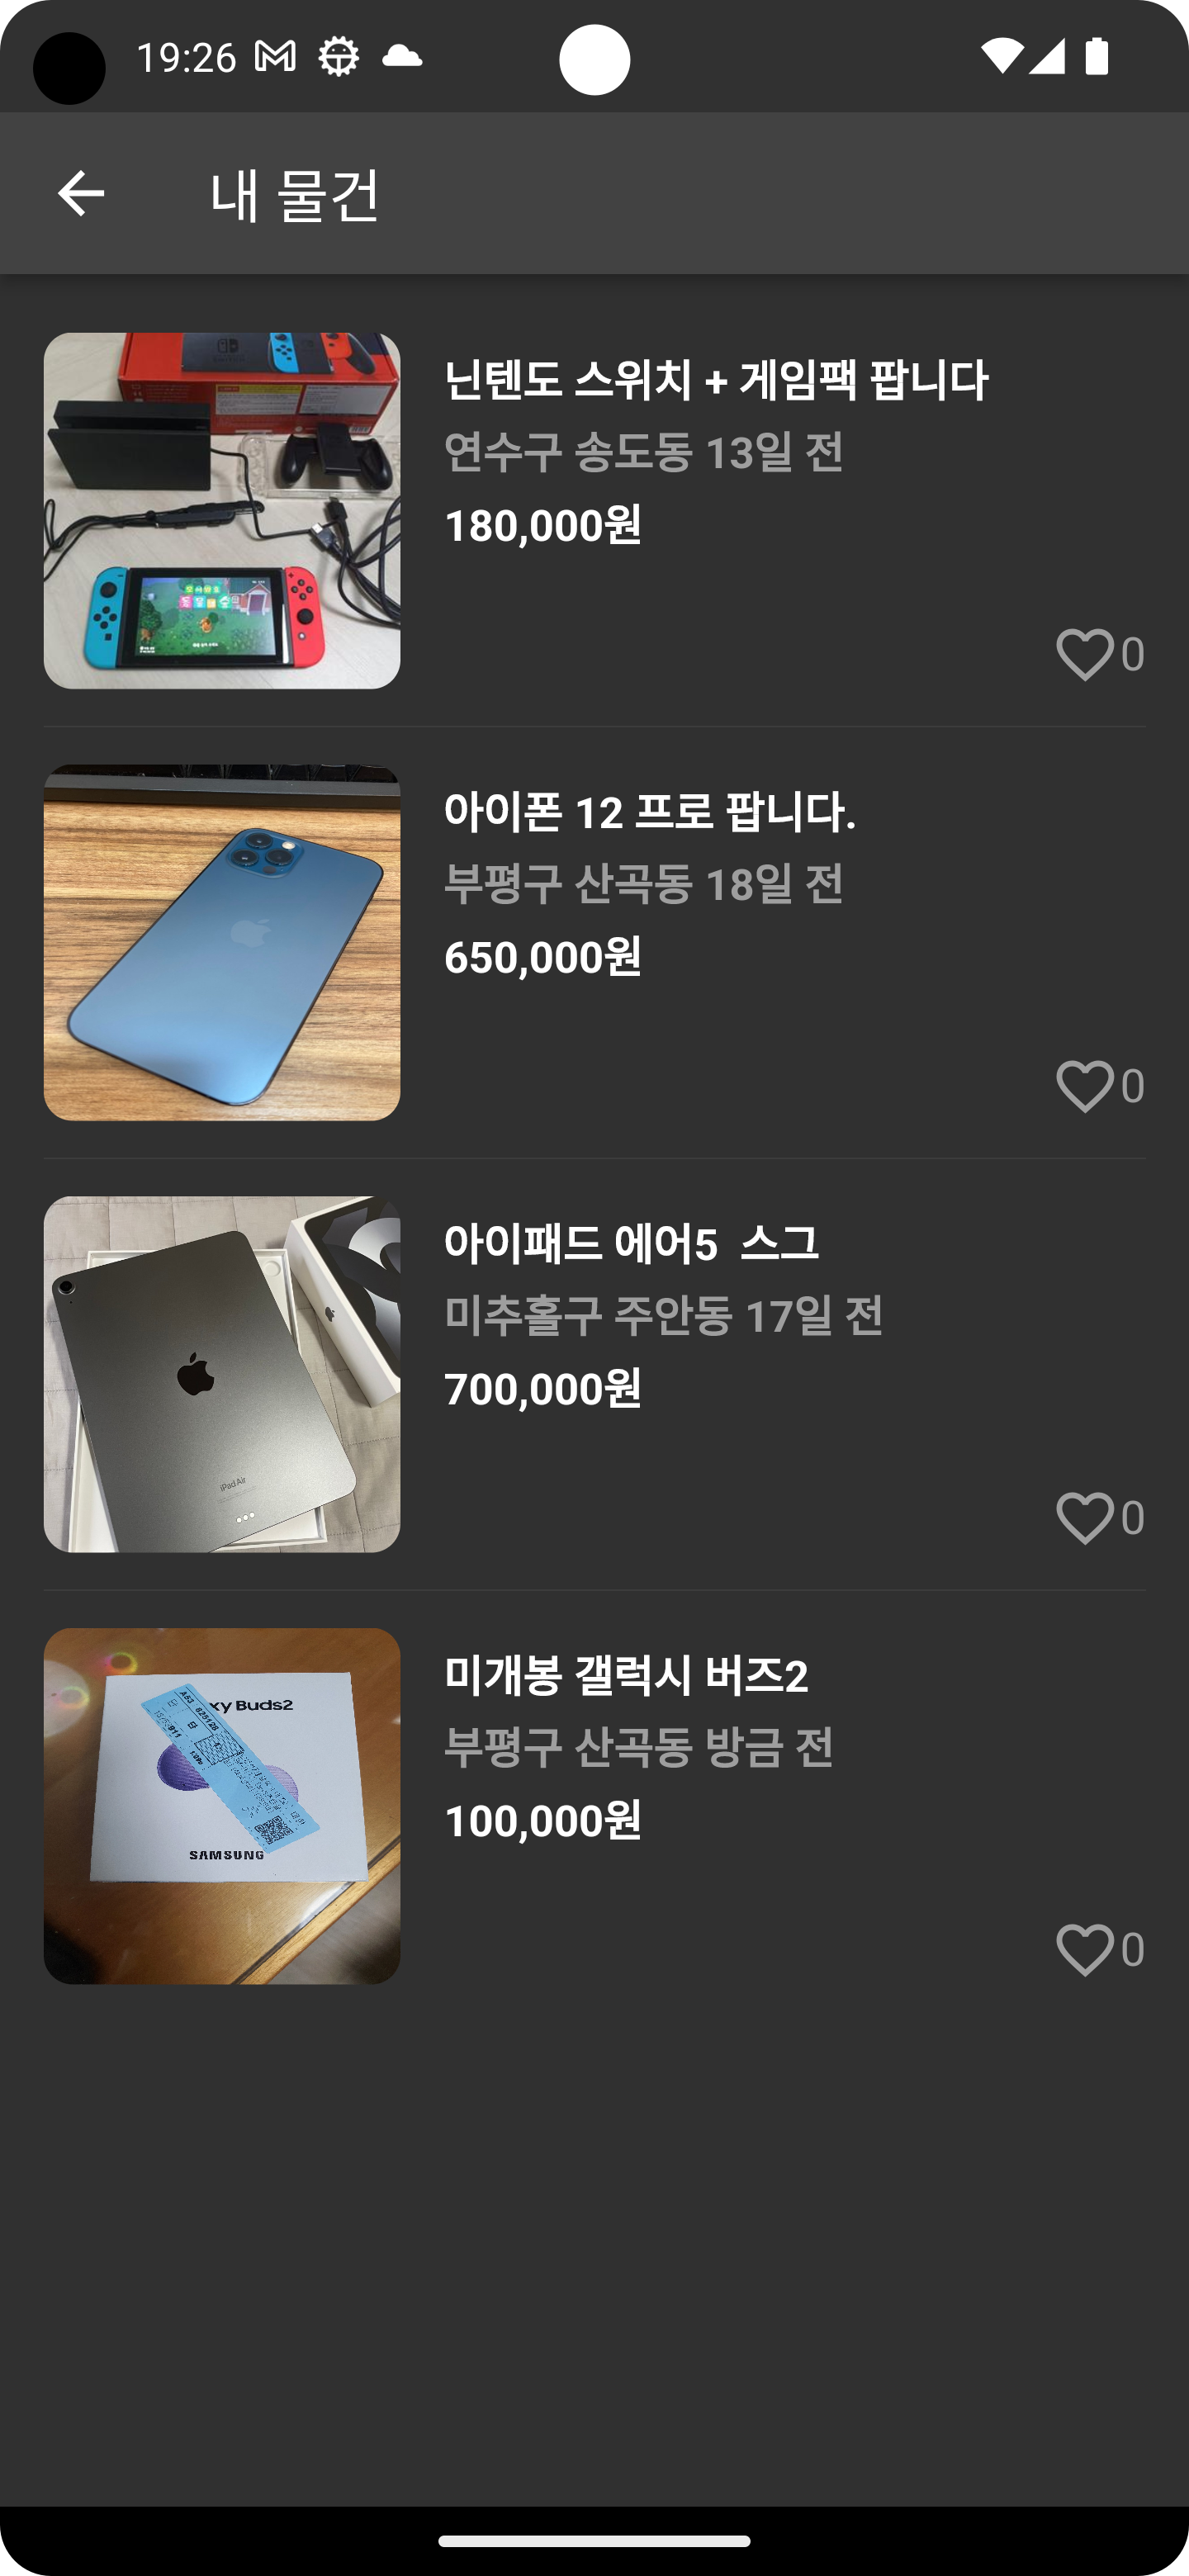 19:26
내 물건
닌텐도 스위치 + 게임팩 팝니다
연수구 송도동 13일 전
180,000원
0
아이폰 12 프로 팝니다.
부평구 산곡동 18일 전
650,000원
0
iPad Air
아이패드 에어5  스그
미추홀구 주안동 17일 전
700,000원
0
xy Buds2
SAMSUNG
미개봉 갤럭시 버즈2
부평구 산곡동 방금 전
100,000원
0